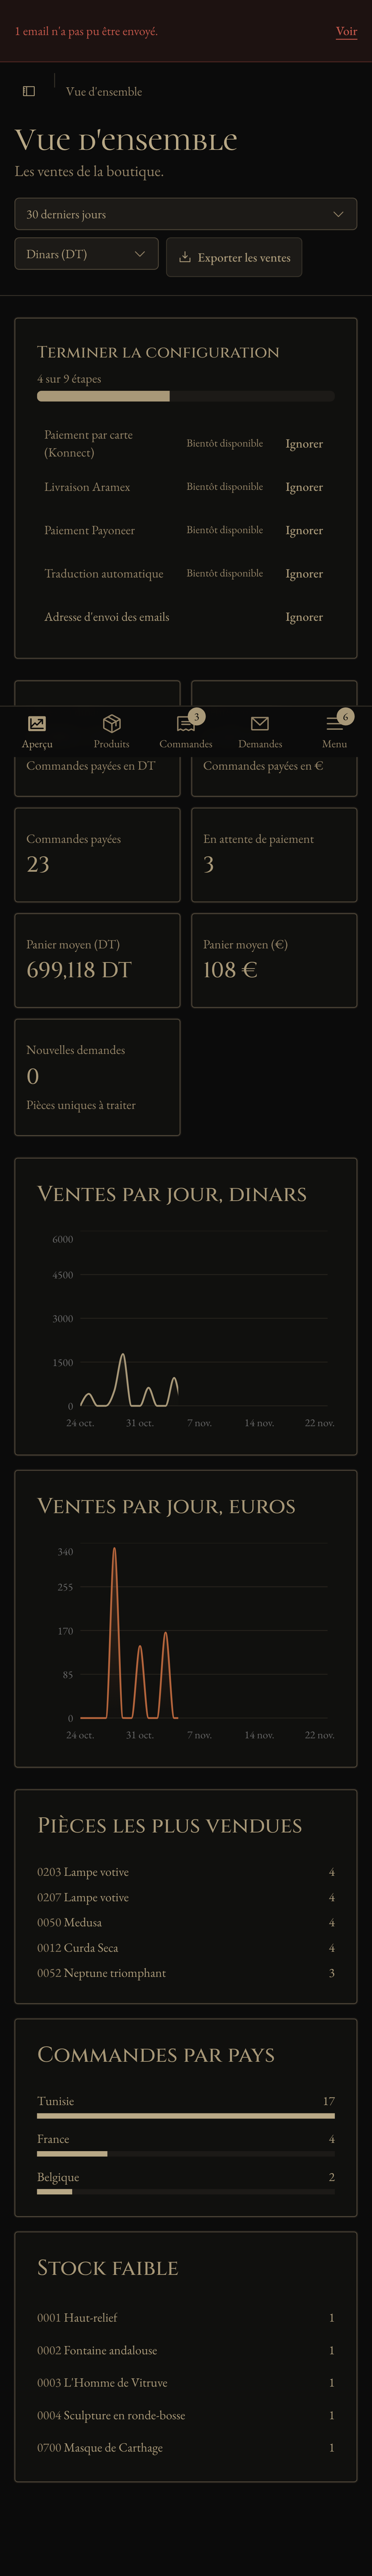 1 email n'a pas pu être envoyé.
Voir
Vue d'ensemble
Vue d'ensemble
Les ventes de la boutique.
30 derniers jours
Dinars (DT)
Exporter les ventes
Terminer la configuration
4 sur 9 étapes
Paiement par carte
(Konnect)
Bientôt disponible
Ignorer
Livraison Aramex
Bientôt disponible
Ignorer
Paiement Payoneer
Bientôt disponible
Ignorer
Traduction automatique
Bientôt disponible
Ignorer
Adresse d'envoi des emails
Ignorer
3
6
Aperçu
Produits
Commandes
Demandes
Menu
Commandes payées en DT
Commandes payées en €
Commandes payées
23
En attente de paiement
3
Panier moyen (DT)
699,118 DT
Panier moyen (€)
108 €
Nouvelles demandes
0
Pièces uniques à traiter
Ventes par jour, dinars
6000
4500
3000
1500
0
24 oct.
31 oct.
7 nov.
14 nov.
22 nov.
Ventes par jour, euros
340
255
170
85
0
24 oct.
31 oct.
7 nov.
14 nov.
22 nov.
Pièces les plus vendues
0203 Lampe votive
4
0207 Lampe votive
4
0050 Medusa
4
0012 Curda Seca
4
0052 Neptune triomphant
3
Commandes par pays
Tunisie
17
France
4
Belgique
2
Stock faible
0001 Haut-relief
1
0002 Fontaine andalouse
1
0003 L'Homme de Vitruve
1
0004 Sculpture en ronde-bosse
1
0700 Masque de Carthage
1